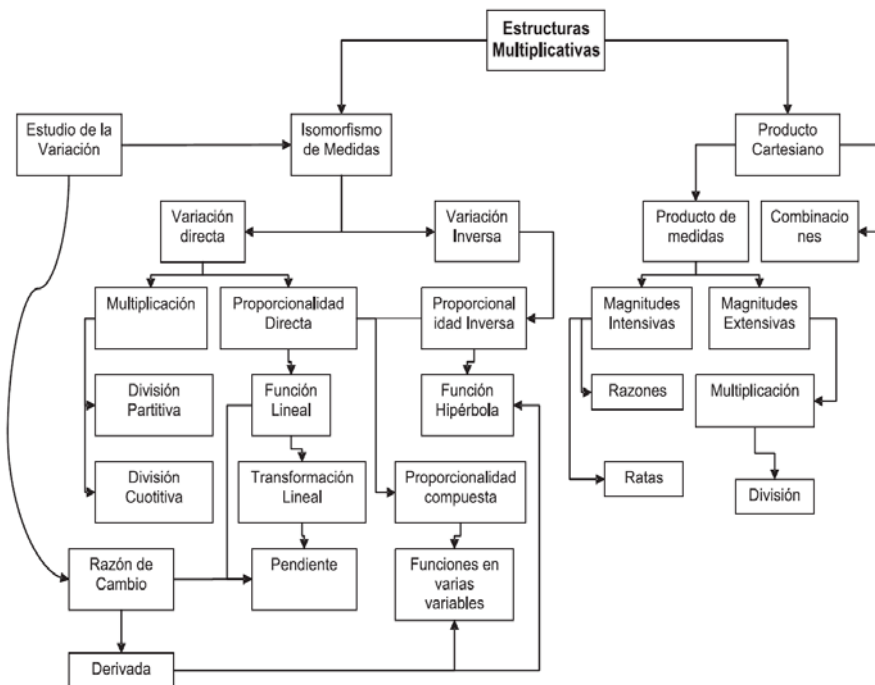 Estructuras
Multiplicativas
Estudio de la
Variación
Isomorfismo
de Medidas
Producto
Cartesiano
Variación
directa
Variación
Inversa
Producto de
medidas
Combinacio
nes
Multiplicación
Proporcionalidad
Directa
Proporcional
idad Inversa
Magnitudes
Intensivas
Magnitudes
Extensivas
División
Partitiva
Función
Lineal
Función
Hipérbola
Razones
Multiplicación
División
Cuotitiva
Transformación
Lineal
Proporcionalidad
compuesta
Ratas
División
Razón de
Cambio
Pendiente
Funciones en
varias
variables
Derivada